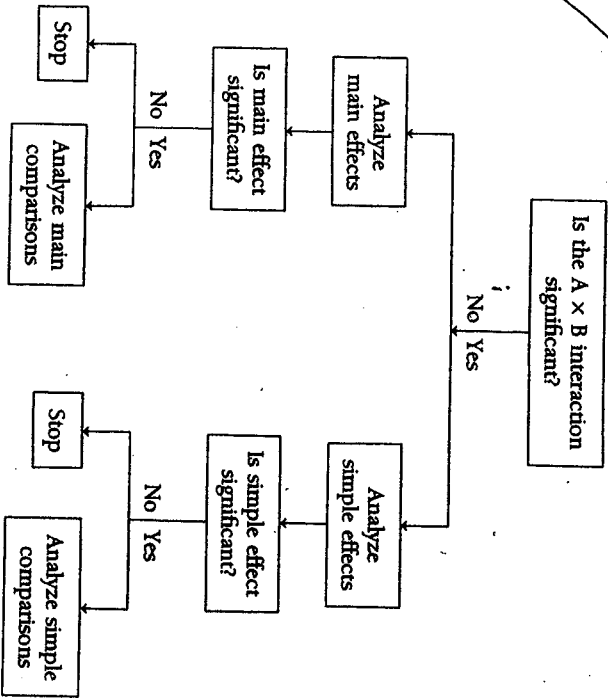 Is the A × B interaction
significant?
No Yes
Analyze
main effects
Analyze
simple effects
Is main effect
significant?
Is simple effect
significant?
No Yes
No Yes
Stop
Analyze main
comparisons
Stop
Analyze simple
comparisons